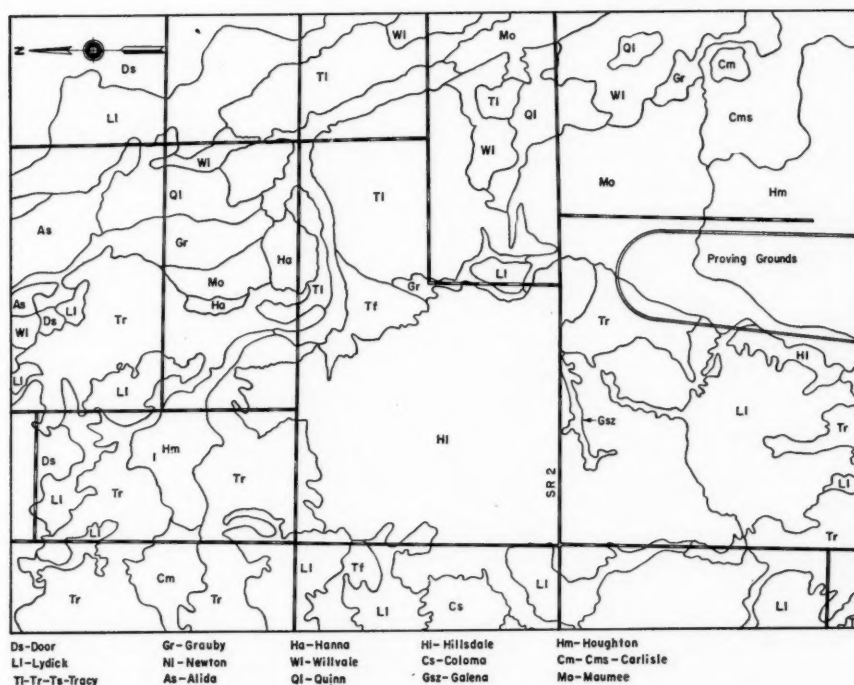 N
Ds
Wl
Mo
Ql
Cm
Gr
Tl
Wl
Tl
Ql
Ll
Cms
Wl
Wl
Ql
Tl
Mo
Hm
As
Gr
Ha
Proving Grounds
Mo
Ll
Tl
Gr
As
Ll
Ha
Tf
Tr
Ds
Wl
Tr
Hl
Ll
Ll
Ll
Gsz
Tr
Ds
Hm
Hl
Tr
Ll
Ll
Tr
SR 2
Ll
Tr
Ll
Tf
Ll
Cm
Tr
Tr
Ll
Cs
Ll
Ds-Door
Gr-Grauby
Ha-Hanna
Hl-Hillsdale
Hm-Houghton
Ll-Lydick
Nl-Newton
Wl-Willvale
Cs-Coloma
Cm-Cms-Carlisle
Tl-Tr-Ts-Tracy
As-Alida
Ql-Quinn
Gsz-Galena
Mo-Maumee